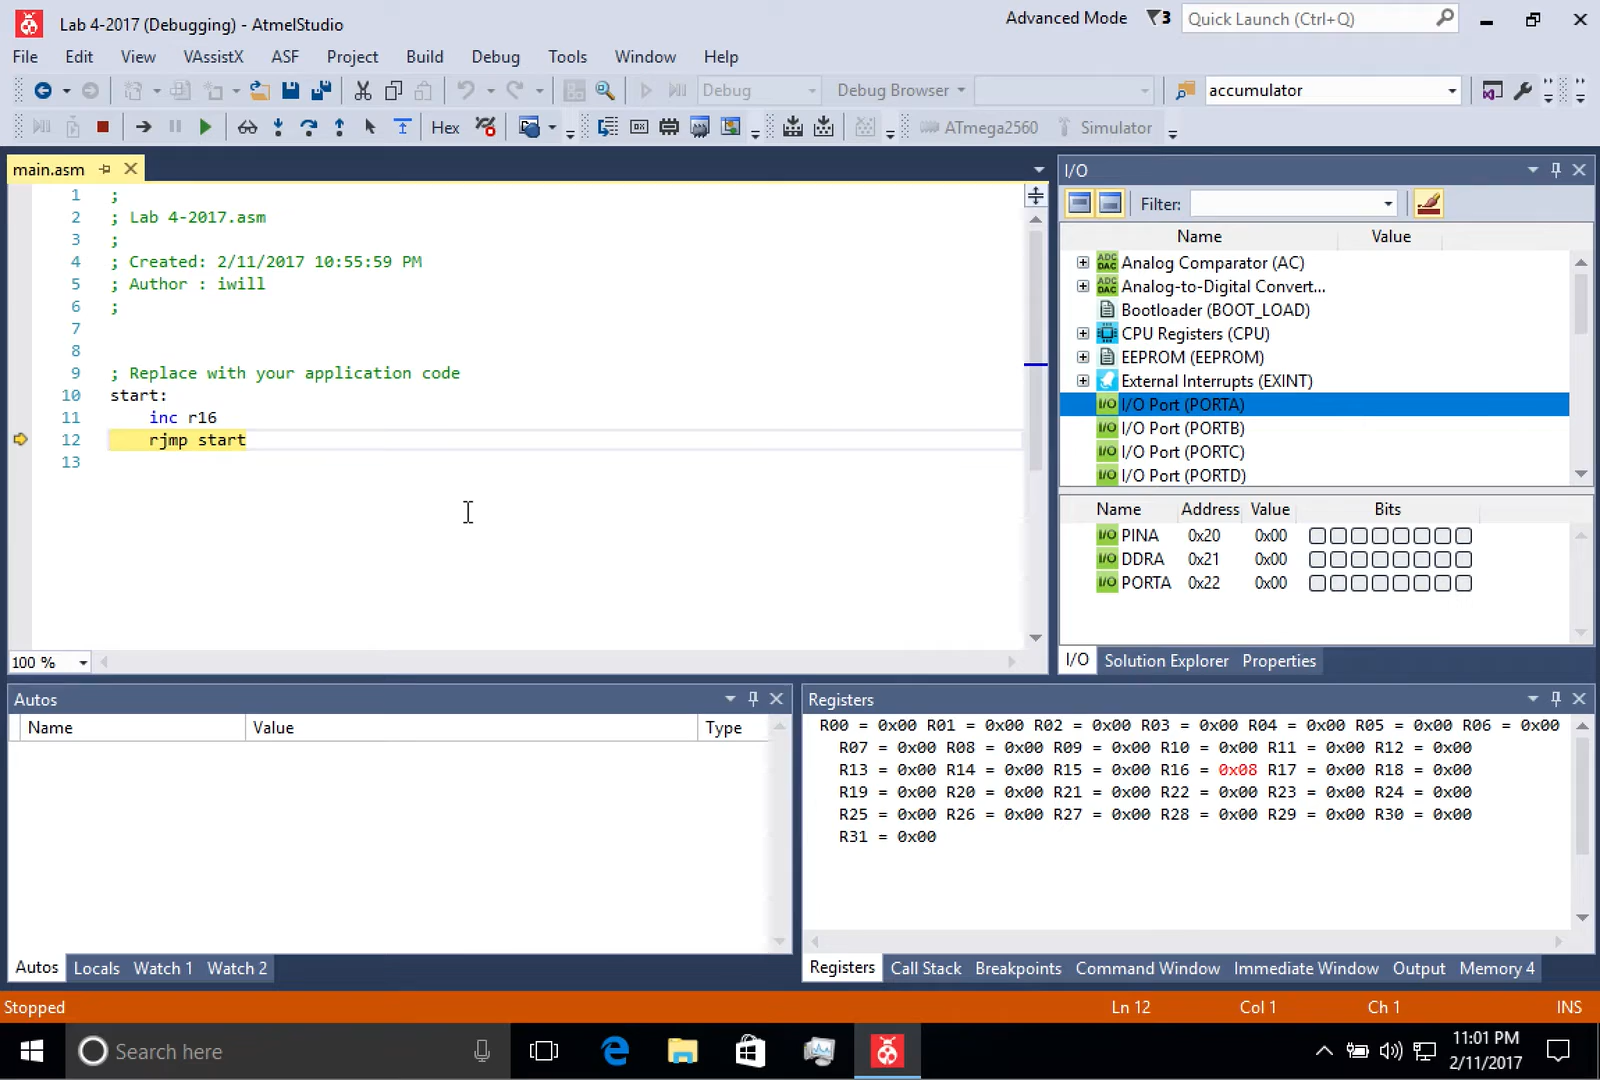 Lab 4-2017 (Debugging) - AtmelStudio
Advanced Mode
3
Quick Launch (Ctrl+Q)
File Edit View VAssistX ASF Project Build Debug Tools Window Help
Debug
Debug Browser
accumulator
Hex
ATmega2560
Simulator
main.asm
1 ;
2 ; Lab 4-2017.asm
3 ;
4 ; Created: 2/11/2017 10:55:59 PM
5 ; Author : iwill
6 ;
7
8
9 ; Replace with your application code
10 start:
11 inc r16
12 rjmp start
13
100 %
I/O
Filter:
Name Value
ADC DAC Analog Comparator (AC)
ADC DAC Analog-to-Digital Convert...
Bootloader (BOOT_LOAD)
CPU Registers (CPU)
EEPROM (EEPROM)
External Interrupts (EXINT)
I/O I/O Port (PORTA)
I/O I/O Port (PORTB)
I/O I/O Port (PORTC)
I/O I/O Port (PORTD)
Name Address Value Bits
I/O PINA 0x20 0x00
I/O DDRA 0x21 0x00
I/O PORTA 0x22 0x00
I/O Solution Explorer Properties
Autos
Name Value Type
Autos Locals Watch 1 Watch 2
Registers
R00 = 0x00 R01 = 0x00 R02 = 0x00 R03 = 0x00 R04 = 0x00 R05 = 0x00 R06 = 0x00
R07 = 0x00 R08 = 0x00 R09 = 0x00 R10 = 0x00 R11 = 0x00 R12 = 0x00
R13 = 0x00 R14 = 0x00 R15 = 0x00 R16 = 0x08 R17 = 0x00 R18 = 0x00
R19 = 0x00 R20 = 0x00 R21 = 0x00 R22 = 0x00 R23 = 0x00 R24 = 0x00
R25 = 0x00 R26 = 0x00 R27 = 0x00 R28 = 0x00 R29 = 0x00 R30 = 0x00
R31 = 0x00
Registers Call Stack Breakpoints Command Window Immediate Window Output Memory 4
Stopped
Ln 12 Col 1 Ch 1 INS
Search here
11:01 PM
2/11/2017